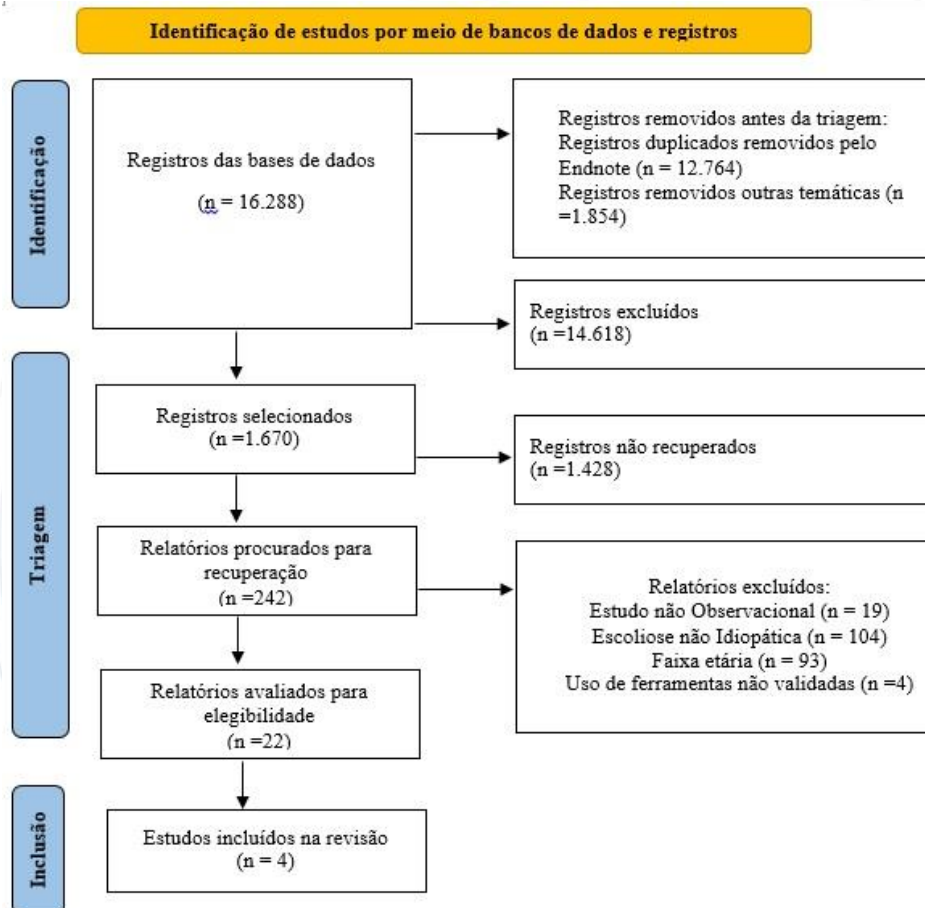 Identificação de estudos por meio de bancos de dados e registros
Identificação
Registros das bases de dados
(n = 16.288)
Registros removidos antes da triagem:
Registros duplicados removidos pelo
Endnote (n = 12.764)
Registros removidos outras temáticas (n
=1.854)
Registros excluídos
(n =14.618)
Triagem
Registros selecionados
(n =1.670)
Registros não recuperados
(n =1.428)
Relatórios procurados para
recuperação
(n =242)
Relatórios excluídos:
Estudo não Observacional (n = 19)
Escoliose não Idiopática (n = 104)
Faixa etária (n = 93)
Uso de ferramentas não validadas (n =4)
Relatórios avaliados para
elegibilidade
(n =22)
Inclusão
Estudos incluídos na revisão
(n = 4)